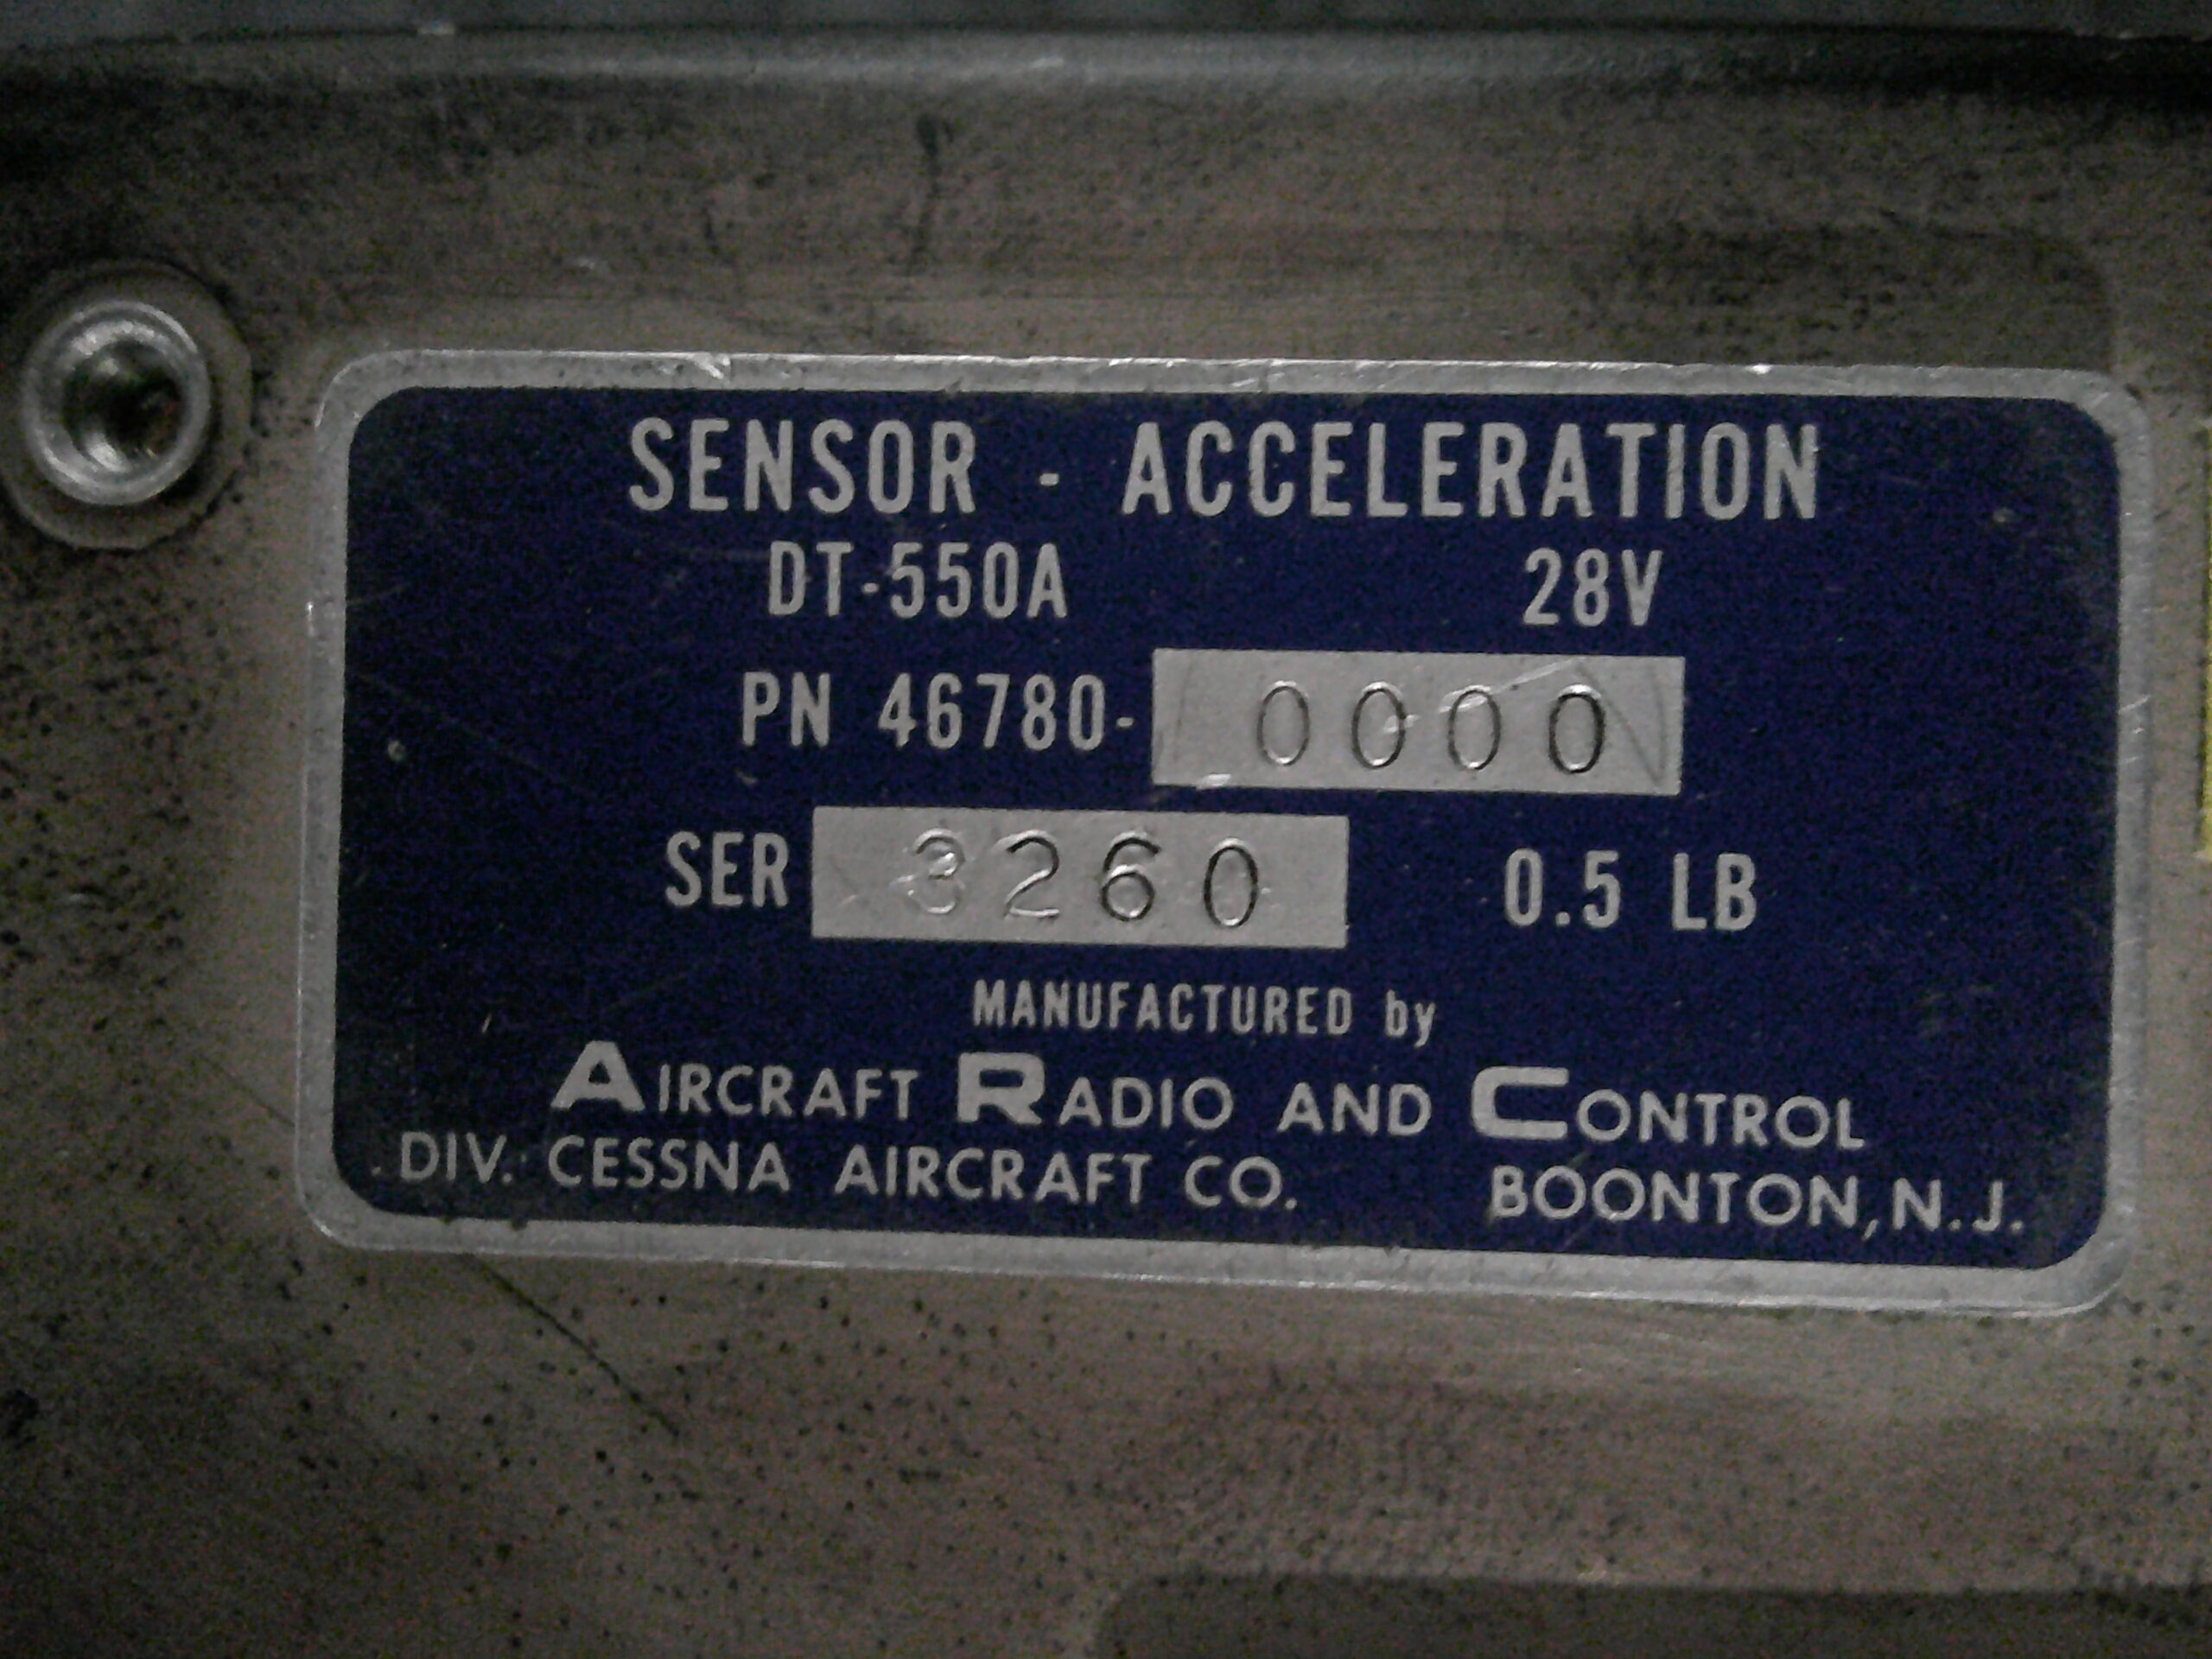 SENSOR - ACCELERATION
DT-550A 28V
PN 46780- 0000
SER 3260 0.5 LB
MANUFACTURED by
AIRCRAFT RADIO AND CONTROL
DIV. CESSNA AIRCRAFT CO. BOONTON, N.J.